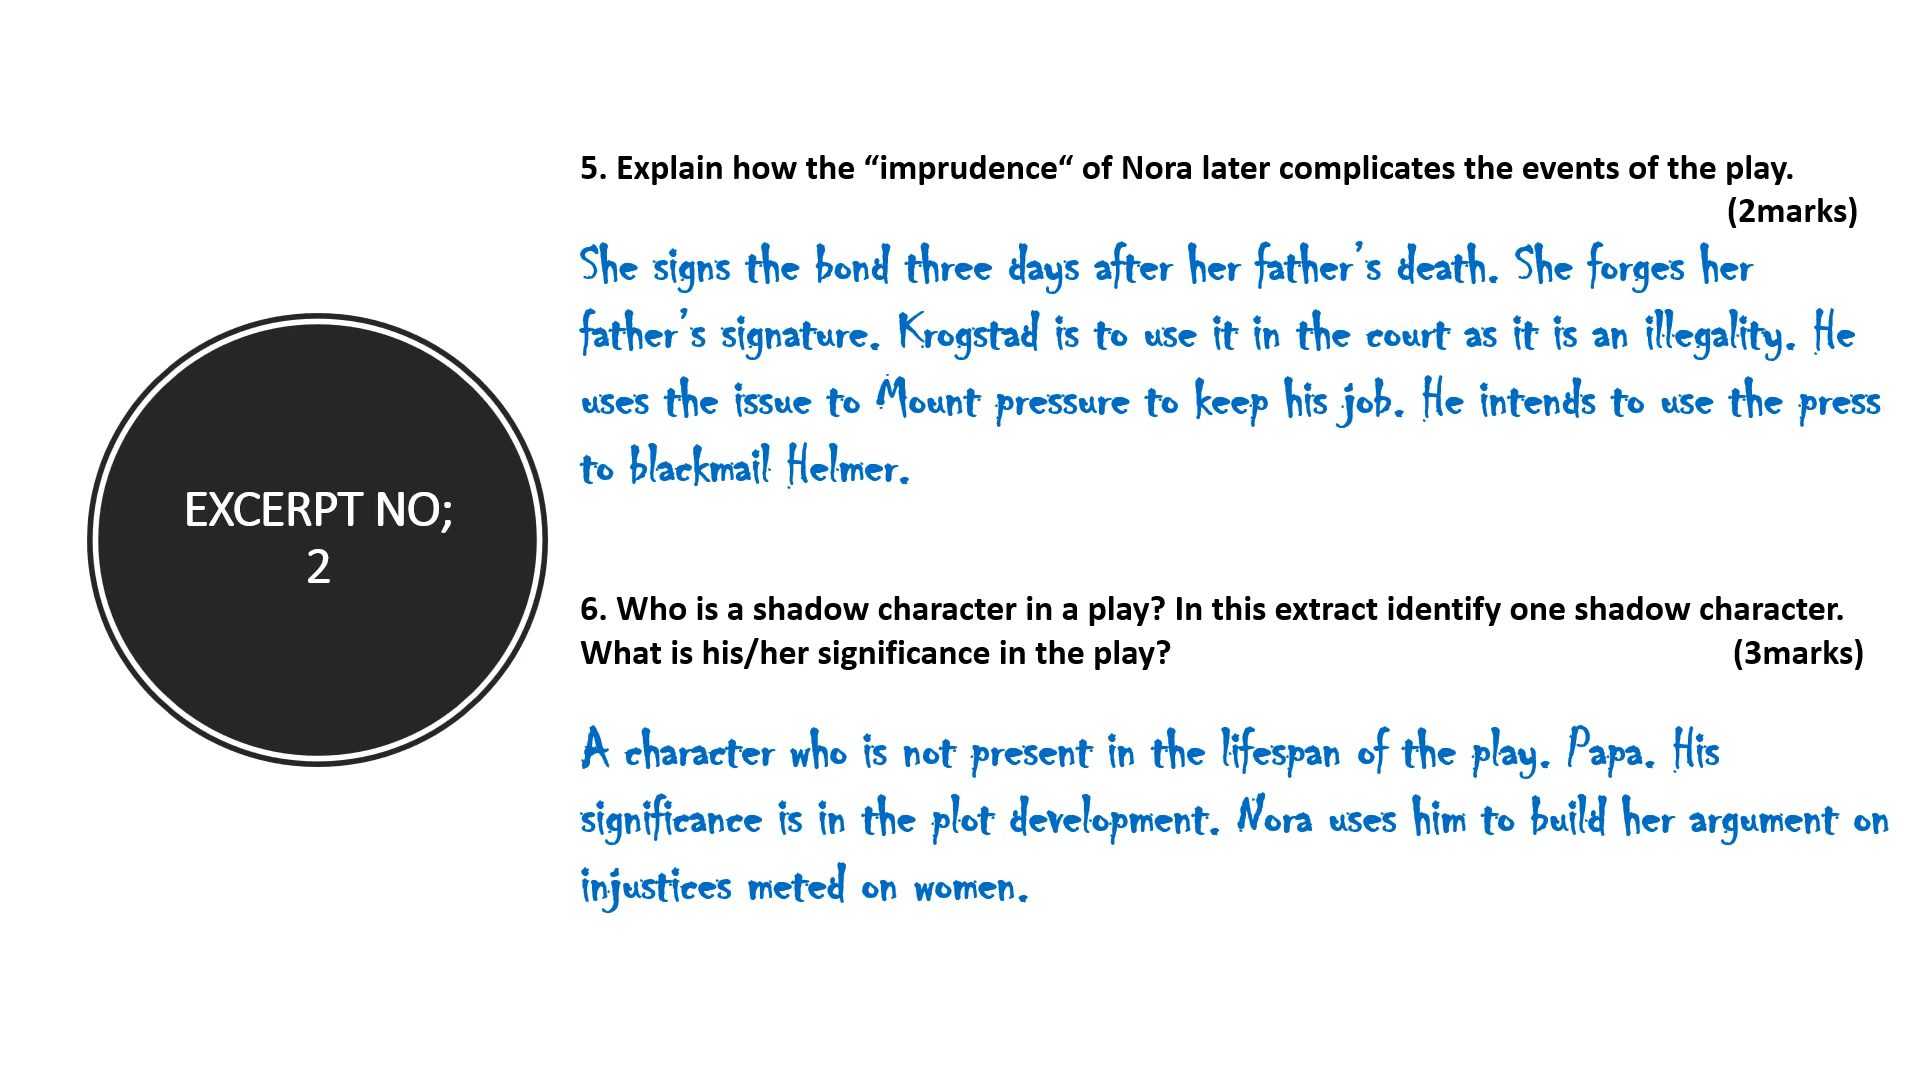 EXCERPT NO;
2
5. Explain how the “imprudence“ of Nora later complicates the events of the play.
(2marks)
She signs the bond three days after her father’s death. She forges her
father’s signature. Krogstad is to use it in the court as it is an illegality. He
uses the issue to Mount pressure to keep his job. He intends to use the press
to blackmail Helmer.
6. Who is a shadow character in a play? In this extract identify one shadow character.
What is his/her significance in the play? (3marks)
A character who is not present in the lifespan of the play. Papa. His
significance is in the plot development. Nora uses him to build her argument on
injustices meted on women.